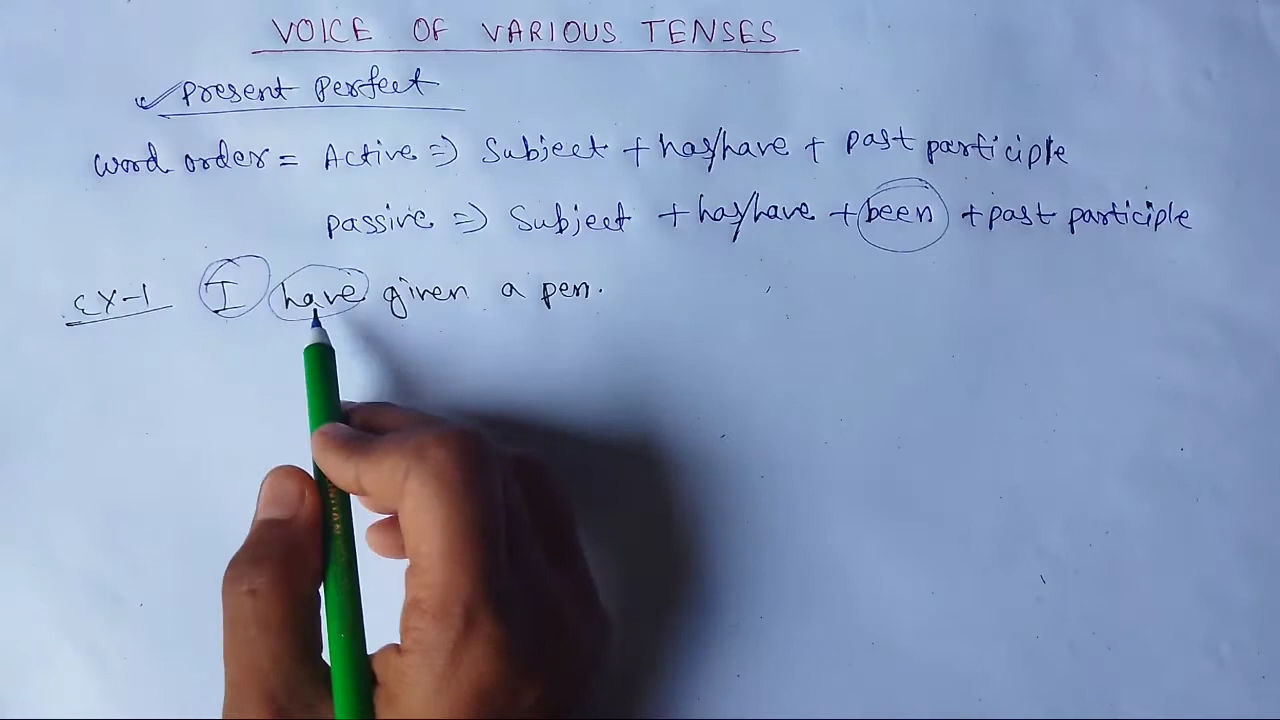 VOICE OF VARIOUS TENSES
Present Perfect
word order = Active => Subject + has/have + past participle
passive => Subject + has/have + been + past participle
EX-1 I have given a pen.